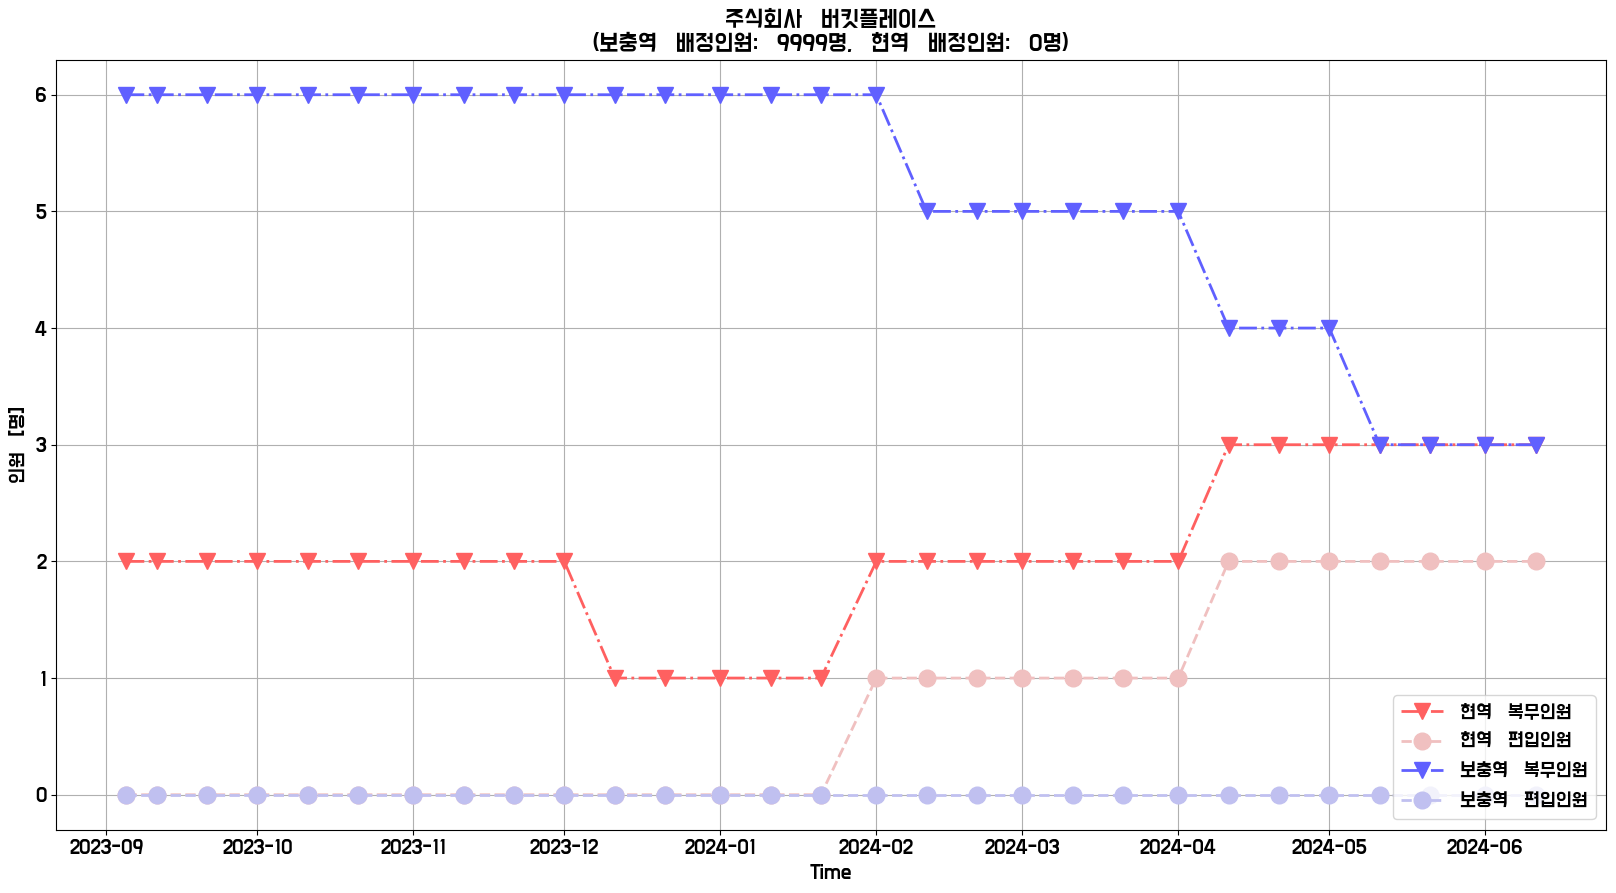 주식회사 버킷플레이스
(보충역 배정인원: 9999명, 현역 배정인원: 0명)
인원 [명]
6
5
4
3
2
1
0
2023-09 2023-10 2023-11 2023-12 2024-01 2024-02 2024-03 2024-04 2024-05 2024-06
Time
현역 복무인원
현역 편입인원
보충역 복무인원
보충역 편입인원